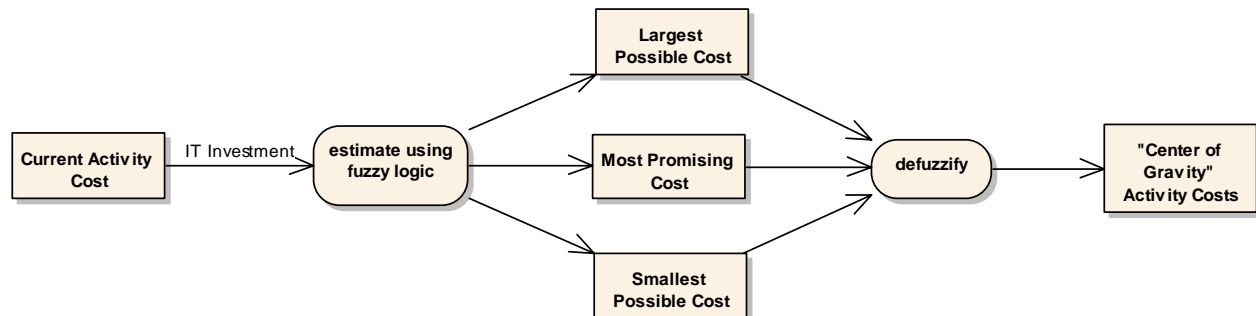 Current Activity
Cost
IT Investment
estimate using
fuzzy logic
Largest
Possible Cost
Most Promising
Cost
Smallest
Possible Cost
defuzzify
"Center of
Gravity"
Activity Costs